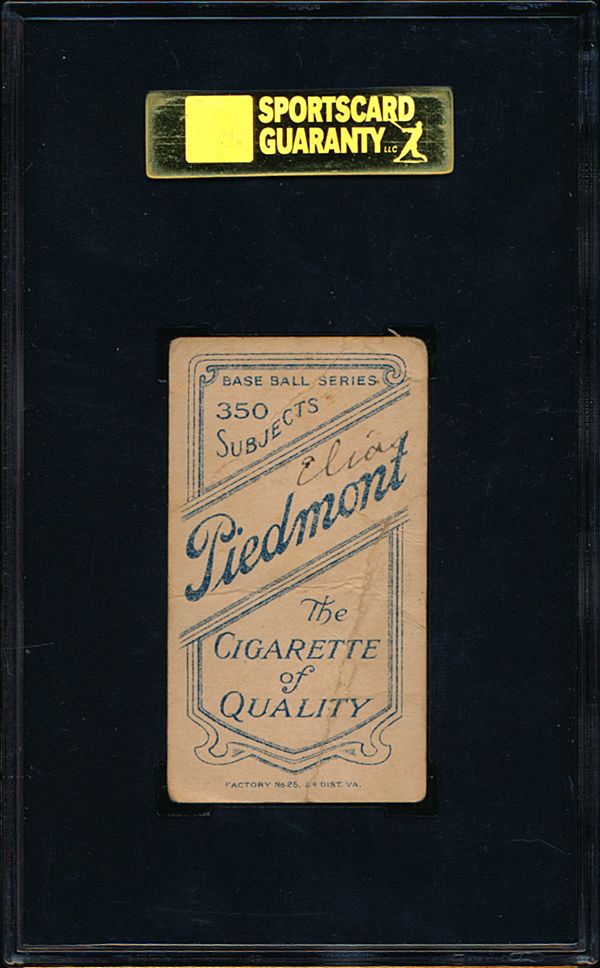 SPORTSCARD
GUARANTY LLC
BASE BALL SERIES
350
SUBJECTS
Elias
Piedmont
The
CIGARETTE
of
QUALITY
FACTORY No 25, 2d DIST. VA.